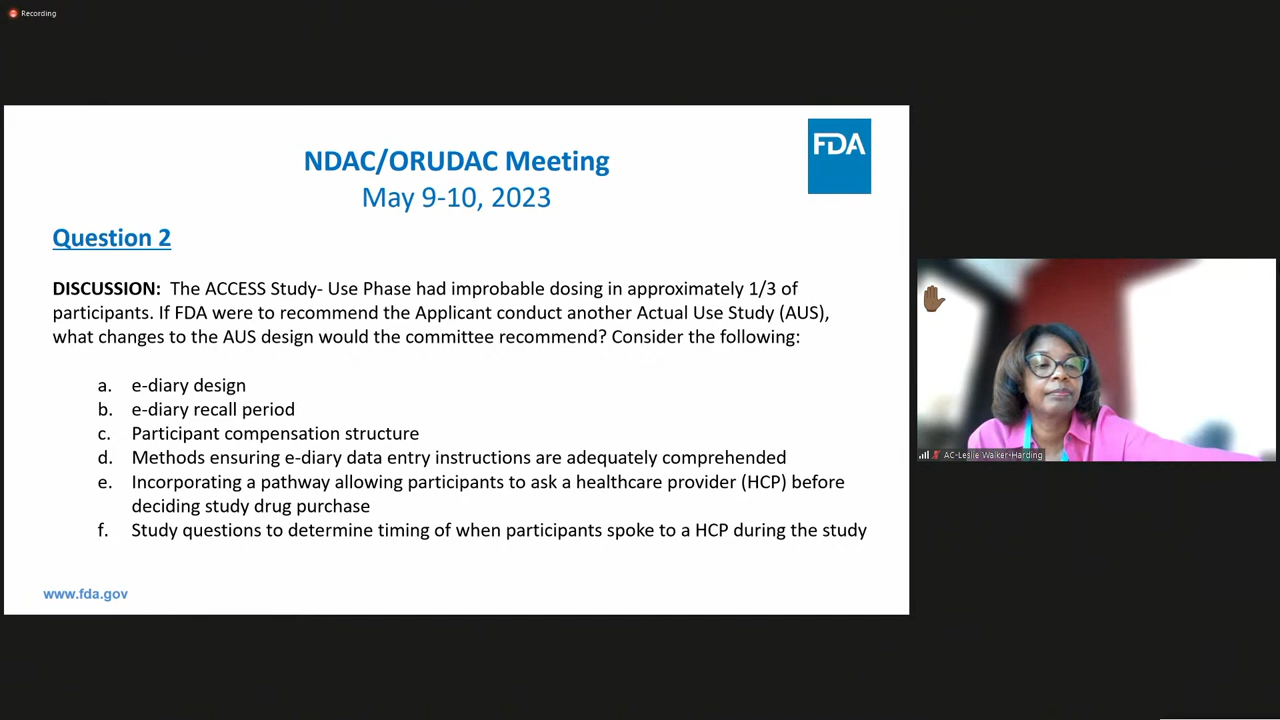 Recording
FDA
NDAC/ORUDAC Meeting
May 9-10, 2023
Question 2
DISCUSSION: The ACCESS Study- Use Phase had improbable dosing in approximately 1/3 of
participants. If FDA were to recommend the Applicant conduct another Actual Use Study (AUS),
what changes to the AUS design would the committee recommend? Consider the following:
a. e-diary design
b. e-diary recall period
c. Participant compensation structure
d. Methods ensuring e-diary data entry instructions are adequately comprehended
e. Incorporating a pathway allowing participants to ask a healthcare provider (HCP) before
deciding study drug purchase
f. Study questions to determine timing of when participants spoke to a HCP during the study
www.fda.gov
AC-Leslie Walker-Harding